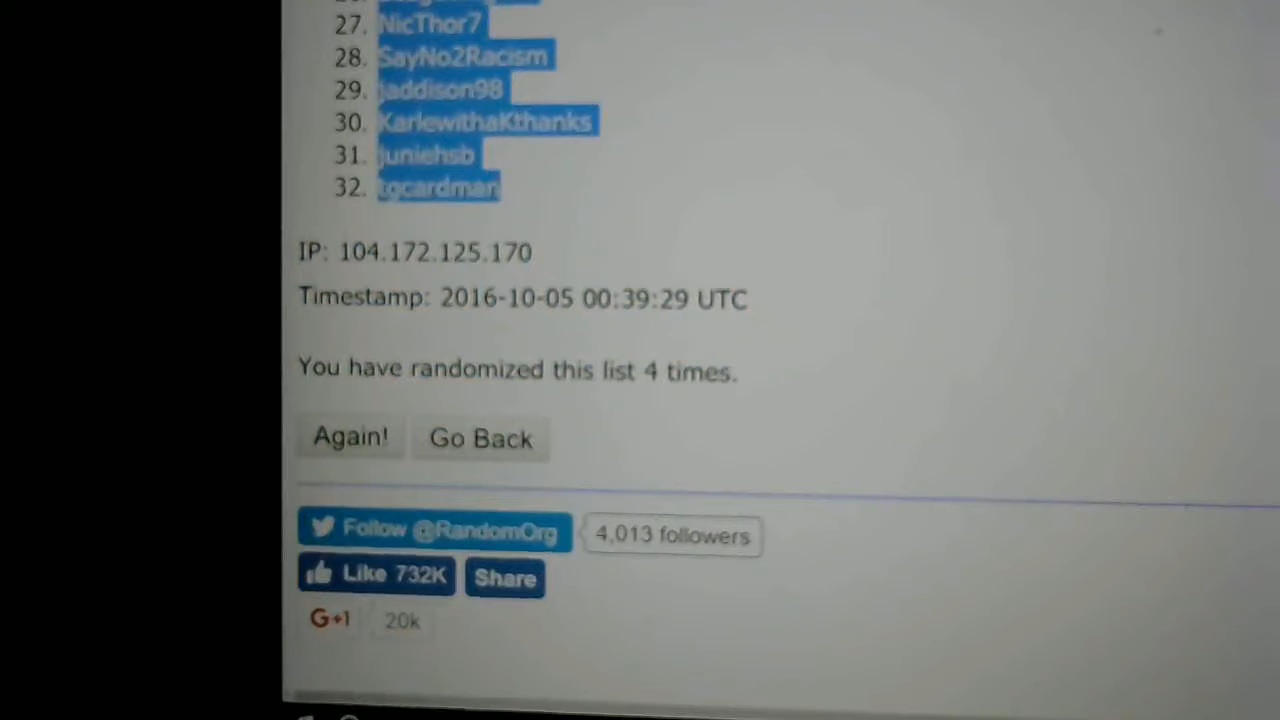 27. NicThor7
28. SayNo2Racism
29. jaddison98
30. KarlewithaKthanks
31. juniehsb
32. tgcardman
IP: 104.172.125.170
Timestamp: 2016-10-05 00:39:29 UTC
You have randomized this list 4 times.
Again! Go Back
Follow @RandomOrg 4,013 followers
Like 732K Share
G+1 20k